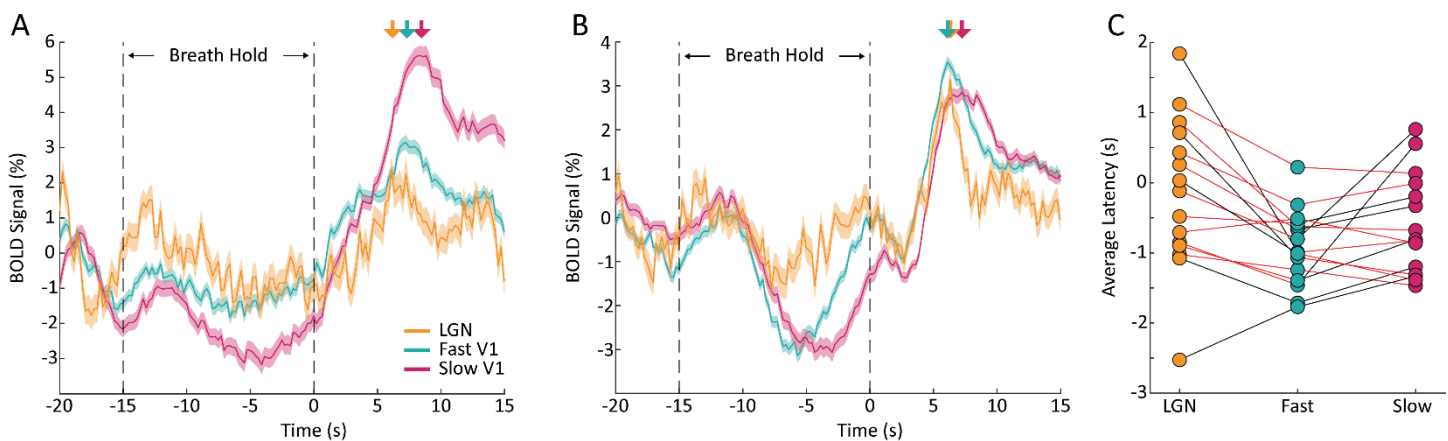 A
BOLD Signal (%)
6
5
4
3
2
1
0
-1
-2
-3
Breath Hold
LGN
Fast V1
Slow V1
-20 -15 -10 -5 0 5 10 15
Time (s)
B
BOLD Signal (%)
4
3
2
1
0
-1
-2
-3
Breath Hold
-20 -15 -10 -5 0 5 10 15
Time (s)
C
Average Latency (s)
2
1
0
-1
-2
-3
LGN Fast Slow